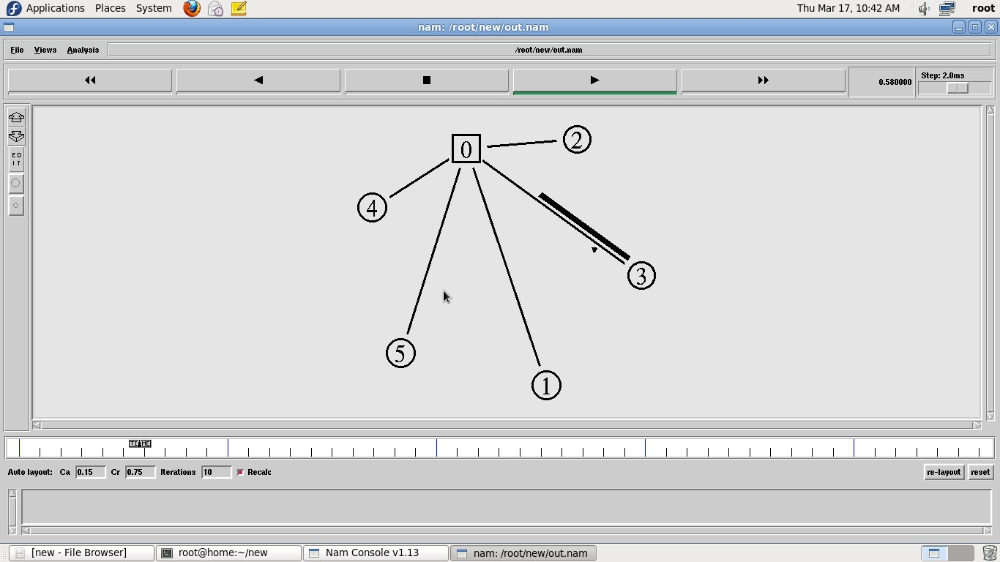 Applications Places System Thu Mar 17, 10:42 AM root
nam: /root/new/out.nam
File Views Analysis /root/new/out.nam
0.580000 Step: 2.0ms
E D
I T
0
2
4
3
5
1
TIME
Auto layout: Ca 0.15 Cr 0.75 Iterations 10 Recalc re-layout reset
[new - File Browser] root@home:~/new Nam Console v1.13 nam: /root/new/out.nam